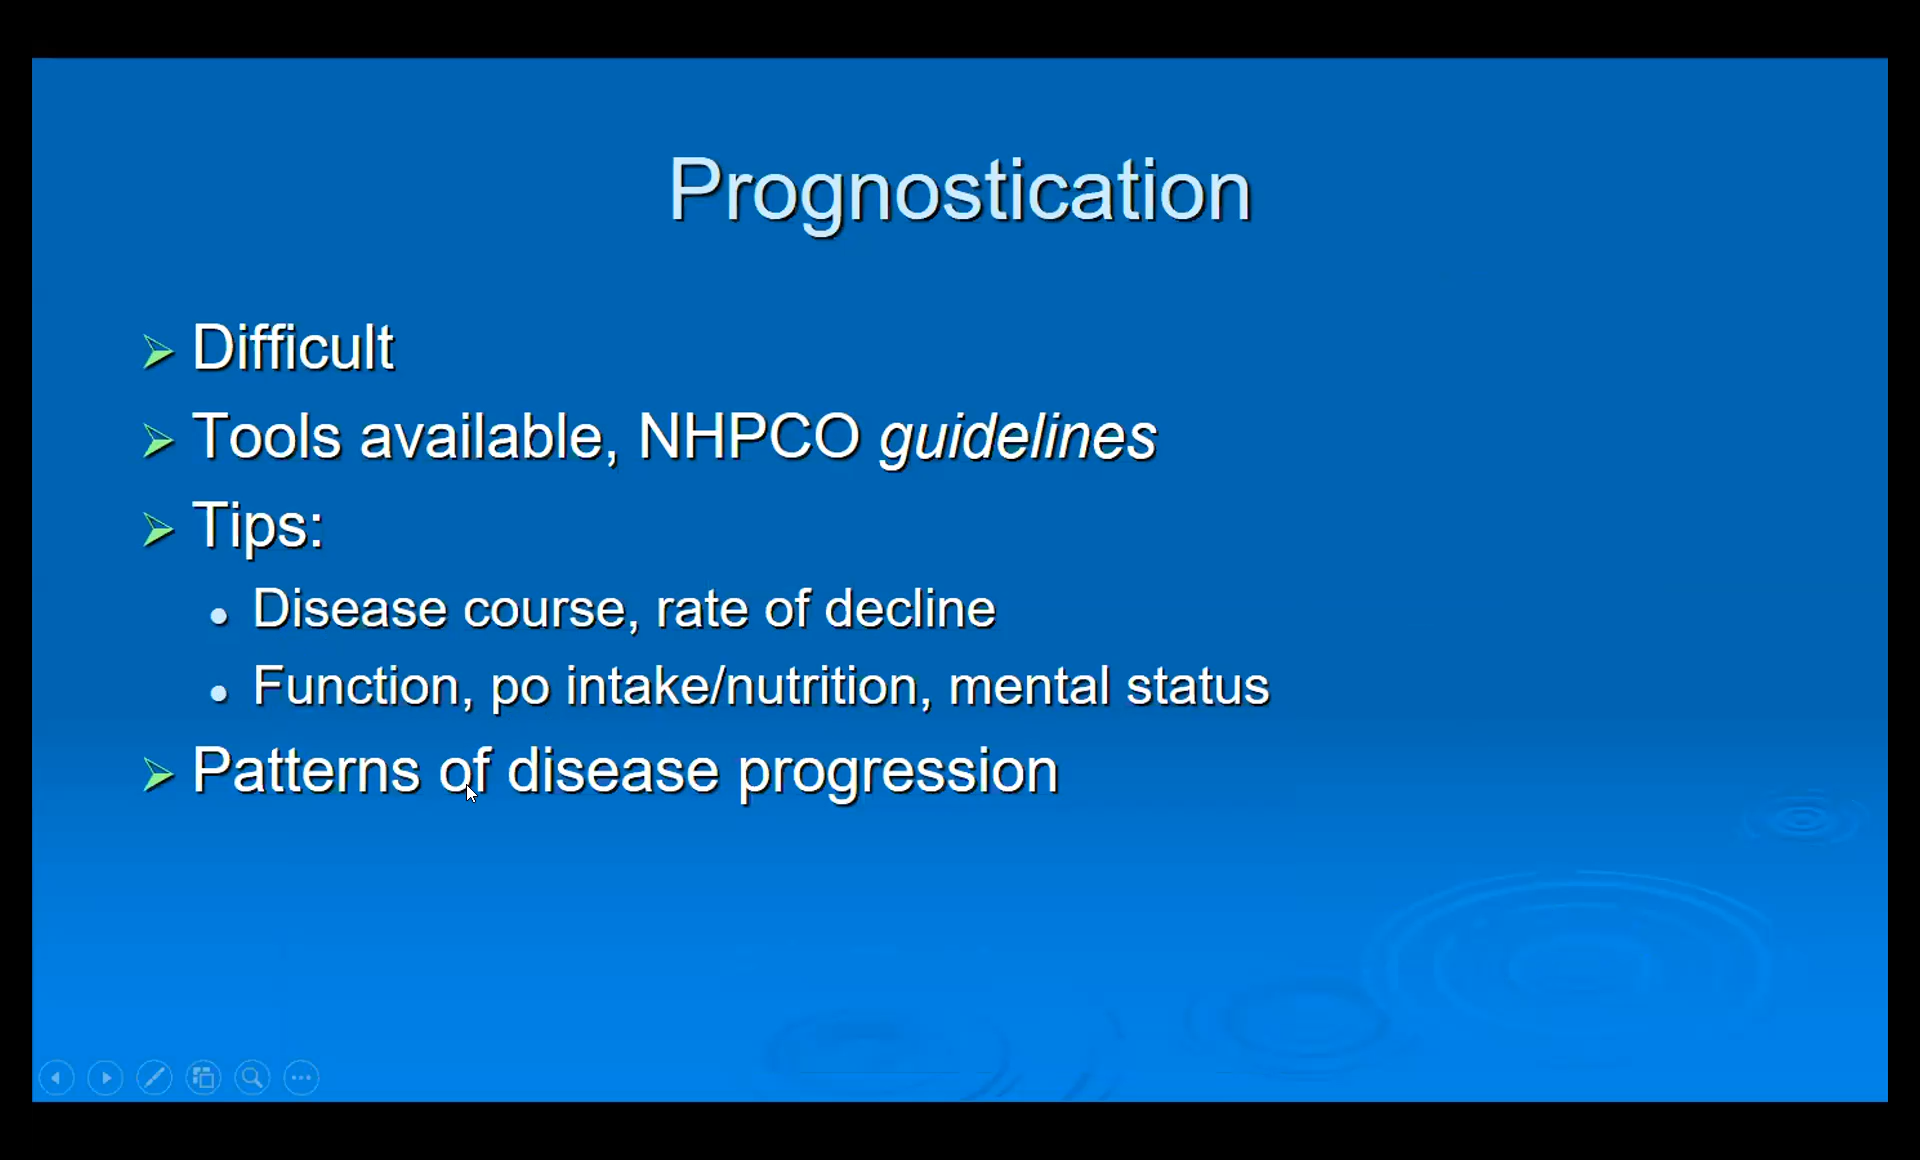 Prognostication
Difficult
Tools available, NHPCO guidelines
Tips:
Disease course, rate of decline
Function, po intake/nutrition, mental status
Patterns of disease progression